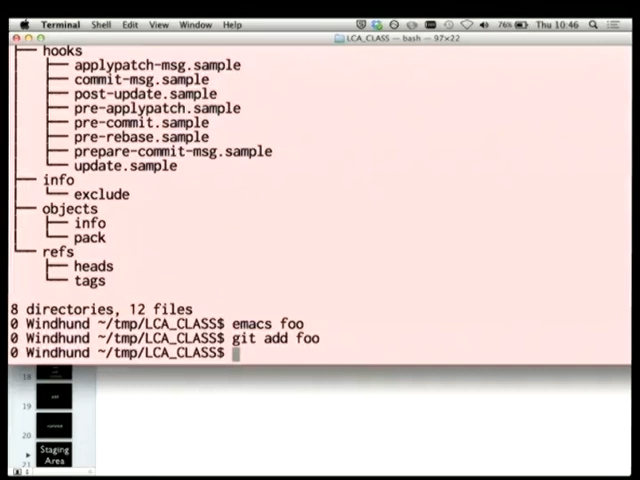 Terminal Shell Edit View Window Help 76% Thu 10:46
LCA_CLASS — bash — 97×22
hooks
applypatch-msg.sample
commit-msg.sample
post-update.sample
pre-applypatch.sample
pre-commit.sample
pre-rebase.sample
prepare-commit-msg.sample
update.sample
info
exclude
objects
info
pack
refs
heads
tags
8 directories, 12 files
0 Windhund ~/tmp/LCA_CLASS$ emacs foo
0 Windhund ~/tmp/LCA_CLASS$ git add foo
0 Windhund ~/tmp/LCA_CLASS$
18
19
20
Staging
Area
21